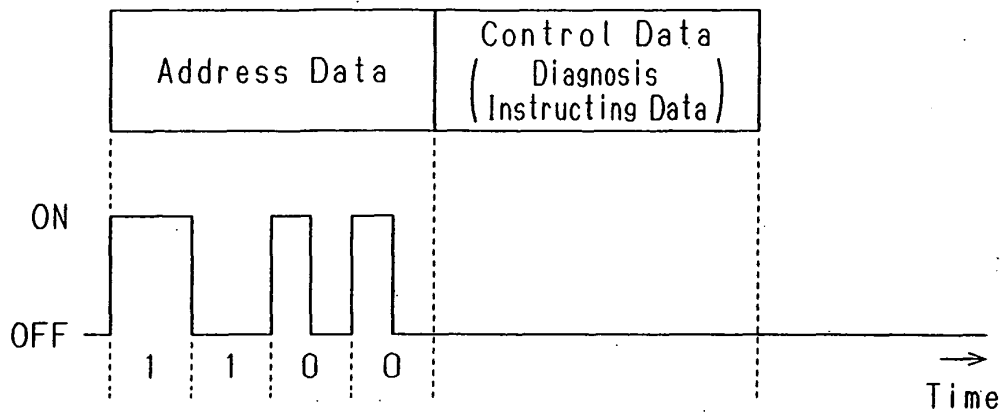 Address Data
Control Data
(Diagnosis
Instructing Data)
ON
OFF
1 1 0 0
Time